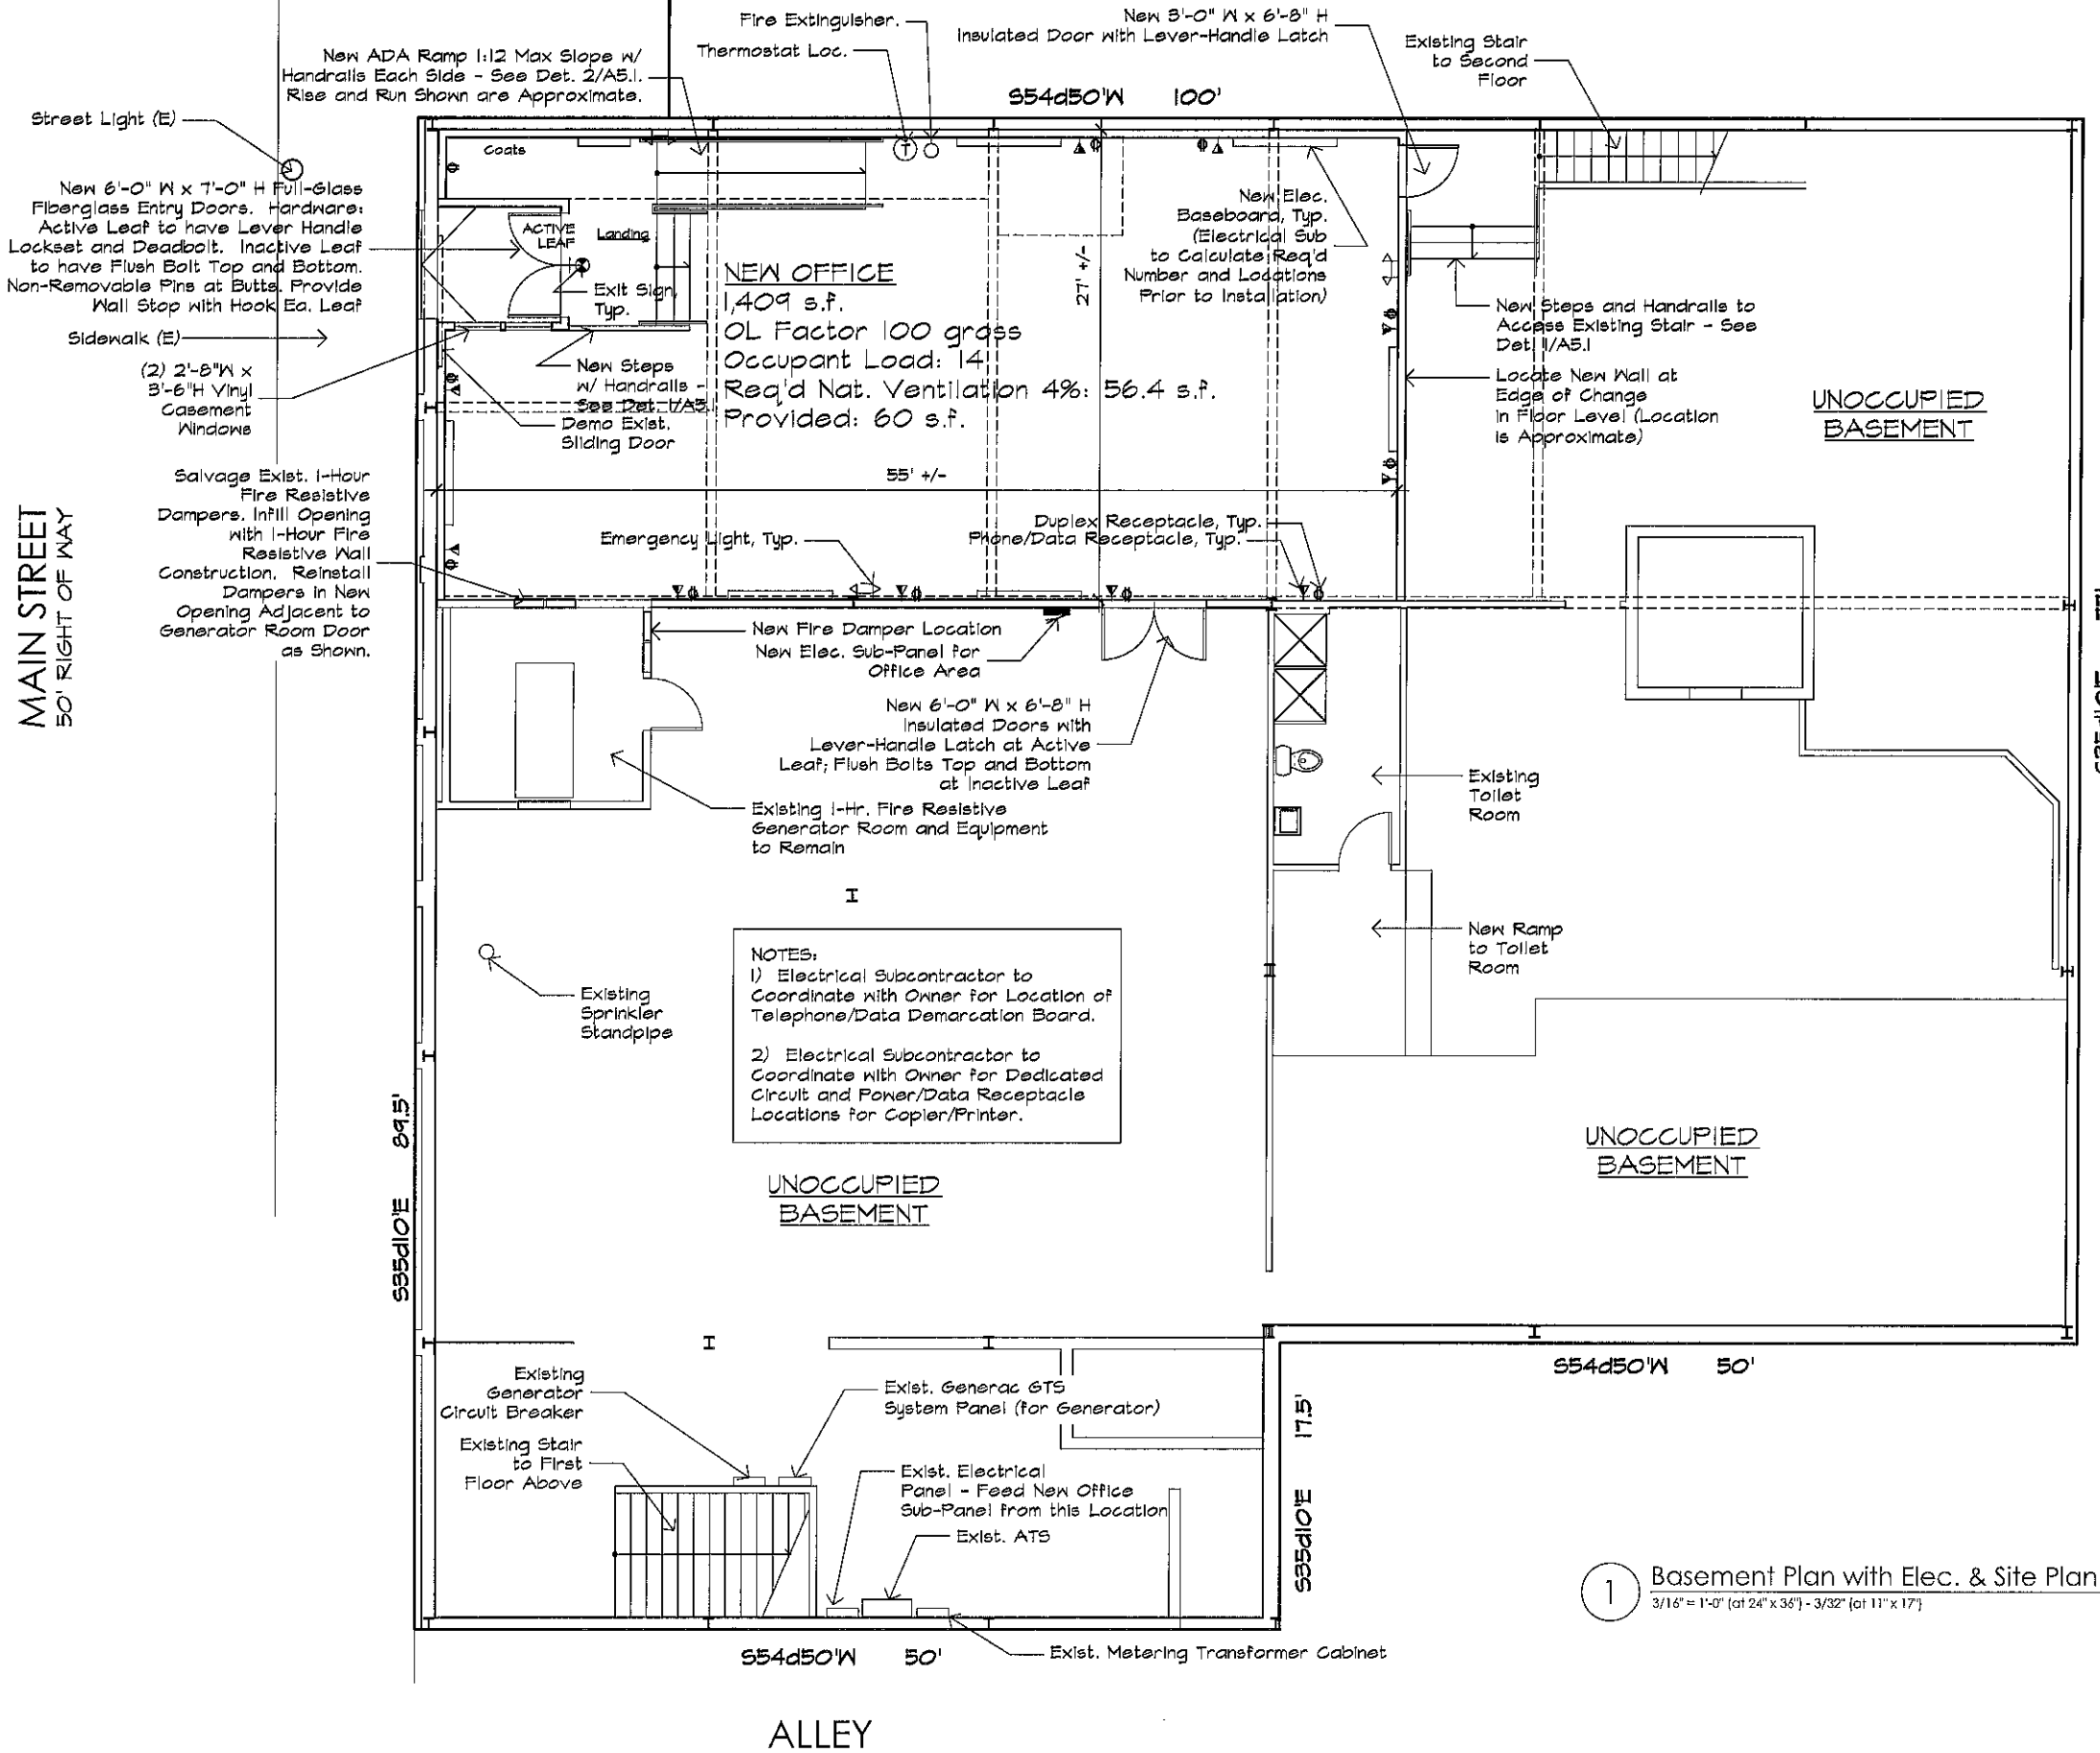 Fire Extinguisher.
Thermostat Loc.
New 3'-0" W x 6'-8" H
Insulated Door with Lever-Handle Latch
Existing Stair
to Second
Floor
New ADA Ramp 1:12 Max Slope w/
Handrails Each Side - See Det. 2/A5.1.
Rise and Run Shown are Approximate.
S54d50'W 100'
Street Light (E)
Coats
T
New 6'-0" W x 7'-0" H Full-Glass
Fiberglass Entry Doors. Hardware:
Active Leaf to have Lever Handle
Lockset and Deadbolt. Inactive Leaf
to have Flush Bolt Top and Bottom.
Non-Removable Pins at Butts. Provide
Wall Stop with Hook Ea. Leaf
ACTIVE
LEAF
Landing
Exit Sign,
Typ.
New Elec.
Baseboard, Typ.
(Electrical Sub
to Calculate Req'd
Number and Locations
Prior to Installation)
27' +/-
NEW OFFICE
1,409 s.f.
OL Factor 100 gross
Occupant Load: 14
Req'd Nat. Ventilation 4%: 56.4 s.f.
Provided: 60 s.f.
Sidewalk (E)
(2) 2'-8"W x
3'-6"H Vinyl
Casement
Windows
New Steps
w/ Handrails -
See Det. 1/A5.
Demo Exist.
Sliding Door
New Steps and Handrails to
Access Existing Stair - See
Det. 1/A5.1
Locate New Wall at
Edge of Change
in Floor Level (Location
is Approximate)
UNOCCUPIED
BASEMENT
55' +/-
MAIN STREET
50' RIGHT OF WAY
Salvage Exist. 1-Hour
Fire Resistive
Dampers. Infill Opening
with 1-Hour Fire
Resistive Wall
Construction. Reinstall
Dampers in New
Opening Adjacent to
Generator Room Door
as Shown.
Emergency Light, Typ.
Duplex Receptacle, Typ.
Phone/Data Receptacle, Typ.
New Fire Damper Location
New Elec. Sub-Panel for
Office Area
New 6'-0" W x 6'-8" H
Insulated Doors with
Lever-Handle Latch at Active
Leaf; Flush Bolts Top and Bottom
at Inactive Leaf
Existing 1-Hr. Fire Resistive
Generator Room and Equipment
to Remain
Existing
Toilet
Room
New Ramp
to Toilet
Room
Existing
Sprinkler
Standpipe
NOTES:
1) Electrical Subcontractor to
Coordinate with Owner for Location of
Telephone/Data Demarcation Board.
2) Electrical Subcontractor to
Coordinate with Owner for Dedicated
Circuit and Power/Data Receptacle
Locations for Copier/Printer.
S35d10'E 89.5'
UNOCCUPIED
BASEMENT
UNOCCUPIED
BASEMENT
S54d50'W 50'
Existing
Generator
Circuit Breaker
Exist. Generac GTS
System Panel (for Generator)
Existing Stair
to First
Floor Above
Exist. Electrical
Panel - Feed New Office
Sub-Panel from this Location
Exist. ATS
S35d10'E 17.5'
S54d50'W 50'
Exist. Metering Transformer Cabinet
1
Basement Plan with Elec. & Site Plan
3/16" = 1'-0" (at 24" x 36") - 3/32" (at 11" x 17")
ALLEY